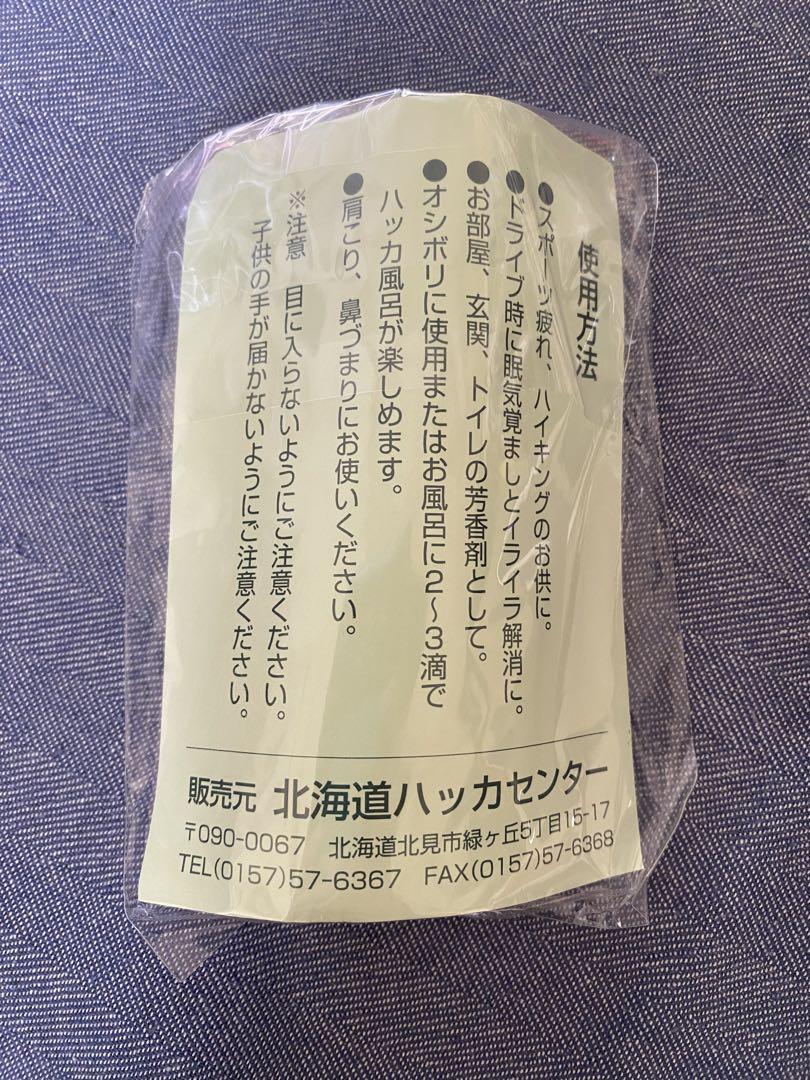 使用方法
●スポーツ疲れ、ハイキングのお供に。
●ドライブ時に眠気覚ましとイライラ解消に。
●お部屋、玄関、トイレの芳香剤として。
●オシボリに使用またはお風呂に2〜3滴で
ハッカ風呂が楽しめます。
●肩こり、鼻づまりにお使いください。
※注意 目に入らないようにご注意ください。
子供の手が届かないようにご注意ください。
販売元 北海道ハッカセンター
〒090-0067 北海道北見市緑ヶ丘5丁目15-17
TEL(0157)57-6367 FAX(0157)57-6368